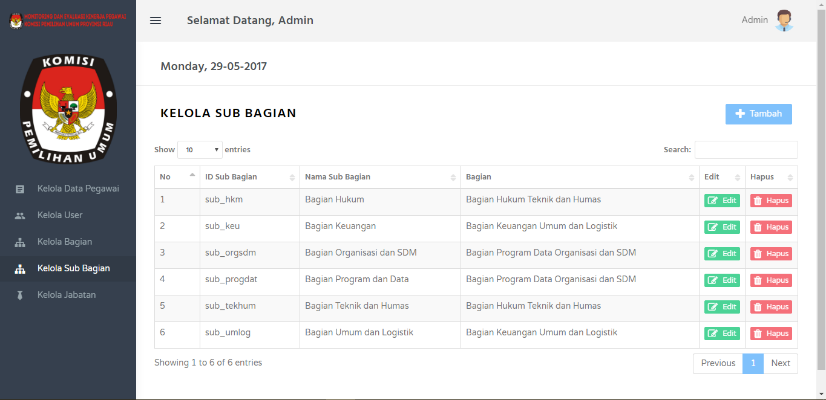 Selamat Datang, Admin
Admin
Monday, 29-05-2017
KOMISI
PEMILIHAN UMUM
Kelola Data Pegawai
Kelola User
Kelola Bagian
Kelola Sub Bagian
Kelola Jabatan
KELOLA SUB BAGIAN
Tambah
Show 10 entries
Search:
No ID Sub Bagian Nama Sub Bagian Bagian Edit Hapus
1 sub_hkm Bagian Hukum Bagian Hukum Teknik dan Humas Edit Hapus
2 sub_keu Bagian Keuangan Bagian Keuangan Umum dan Logistik Edit Hapus
3 sub_orgsdm Bagian Organisasi dan SDM Bagian Program Data Organisasi dan SDM Edit Hapus
4 sub_progdat Bagian Program dan Data Bagian Program Data Organisasi dan SDM Edit Hapus
5 sub_tekhum Bagian Teknik dan Humas Bagian Hukum Teknik dan Humas Edit Hapus
6 sub_umlog Bagian Umum dan Logistik Bagian Keuangan Umum dan Logistik Edit Hapus
Showing 1 to 6 of 6 entries
Previous 1 Next